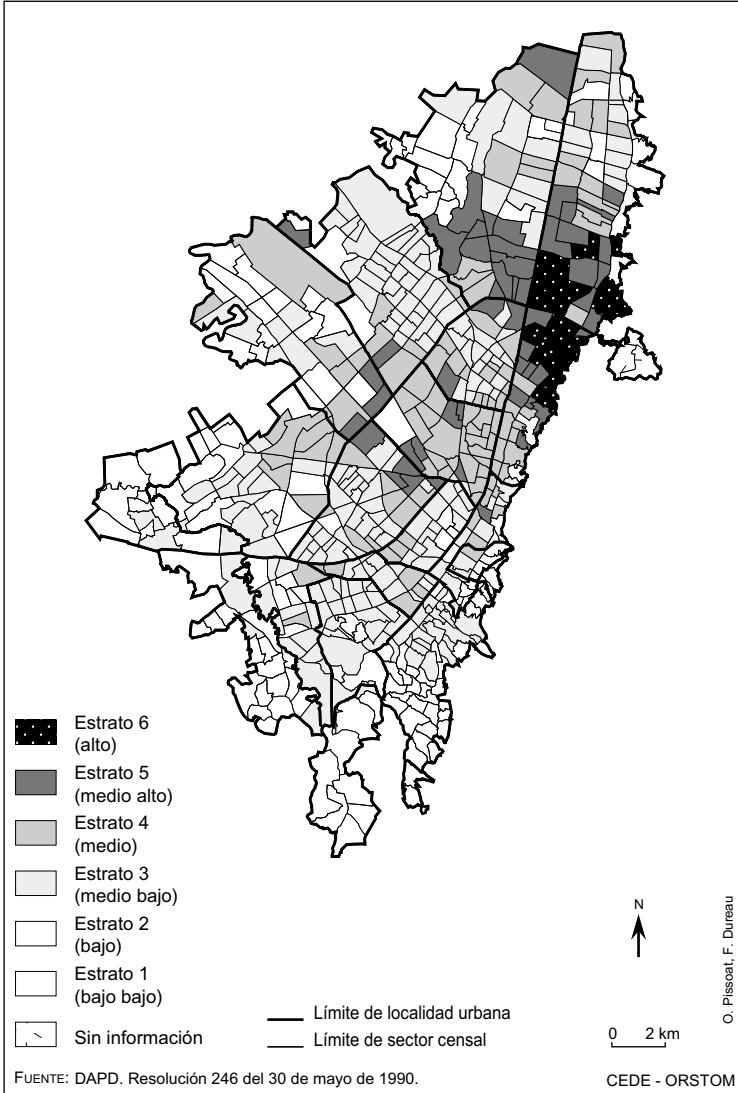 Estrato 6
(alto)
Estrato 5
(medio alto)
Estrato 4
(medio)
Estrato 3
(medio bajo)
Estrato 2
(bajo)
Estrato 1
(bajo bajo)
Sin información
Límite de localidad urbana
Límite de sector censal
N
0 2 km
O. Pissoat, F. Dureau
FUENTE: DAPD. Resolución 246 del 30 de mayo de 1990.
CEDE - ORSTOM